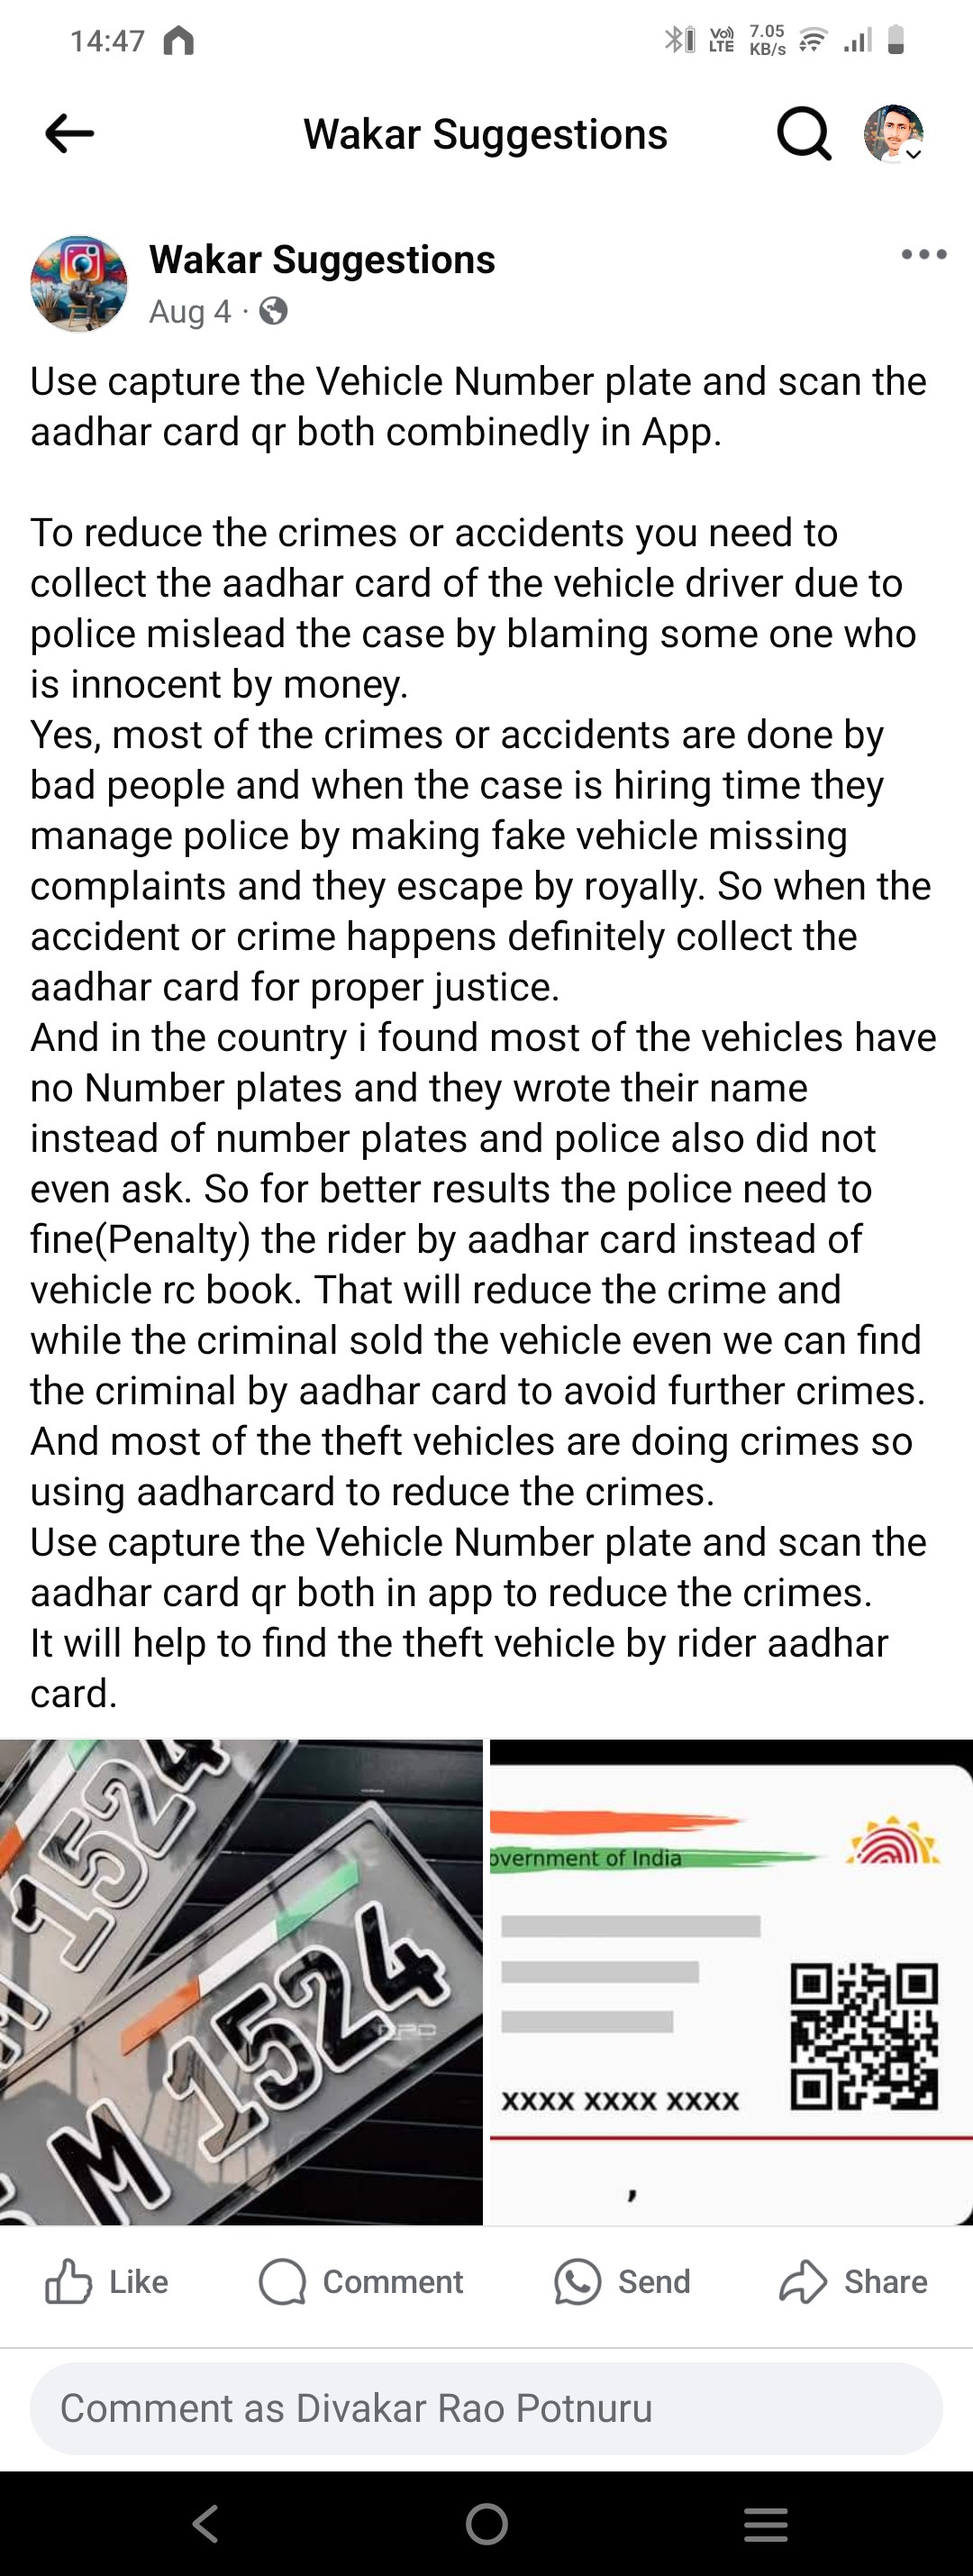 14:47
Vo))
LTE
7.05
KB/s
Wakar Suggestions
Wakar Suggestions
Aug 4 ·
Use capture the Vehicle Number plate and scan the
aadhar card qr both combinedly in App.
To reduce the crimes or accidents you need to
collect the aadhar card of the vehicle driver due to
police mislead the case by blaming some one who
is innocent by money.
Yes, most of the crimes or accidents are done by
bad people and when the case is hiring time they
manage police by making fake vehicle missing
complaints and they escape by royally. So when the
accident or crime happens definitely collect the
aadhar card for proper justice.
And in the country i found most of the vehicles have
no Number plates and they wrote their name
instead of number plates and police also did not
even ask. So for better results the police need to
fine(Penalty) the rider by aadhar card instead of
vehicle rc book. That will reduce the crime and
while the criminal sold the vehicle even we can find
the criminal by aadhar card to avoid further crimes.
And most of the theft vehicles are doing crimes so
using aadharcard to reduce the crimes.
Use capture the Vehicle Number plate and scan the
aadhar card qr both in app to reduce the crimes.
It will help to find the theft vehicle by rider aadhar
card.
1524
M 1524
overnment of India
XXXX XXXX XXXX
,
Like
Comment
Send
Share
Comment as Divakar Rao Potnuru